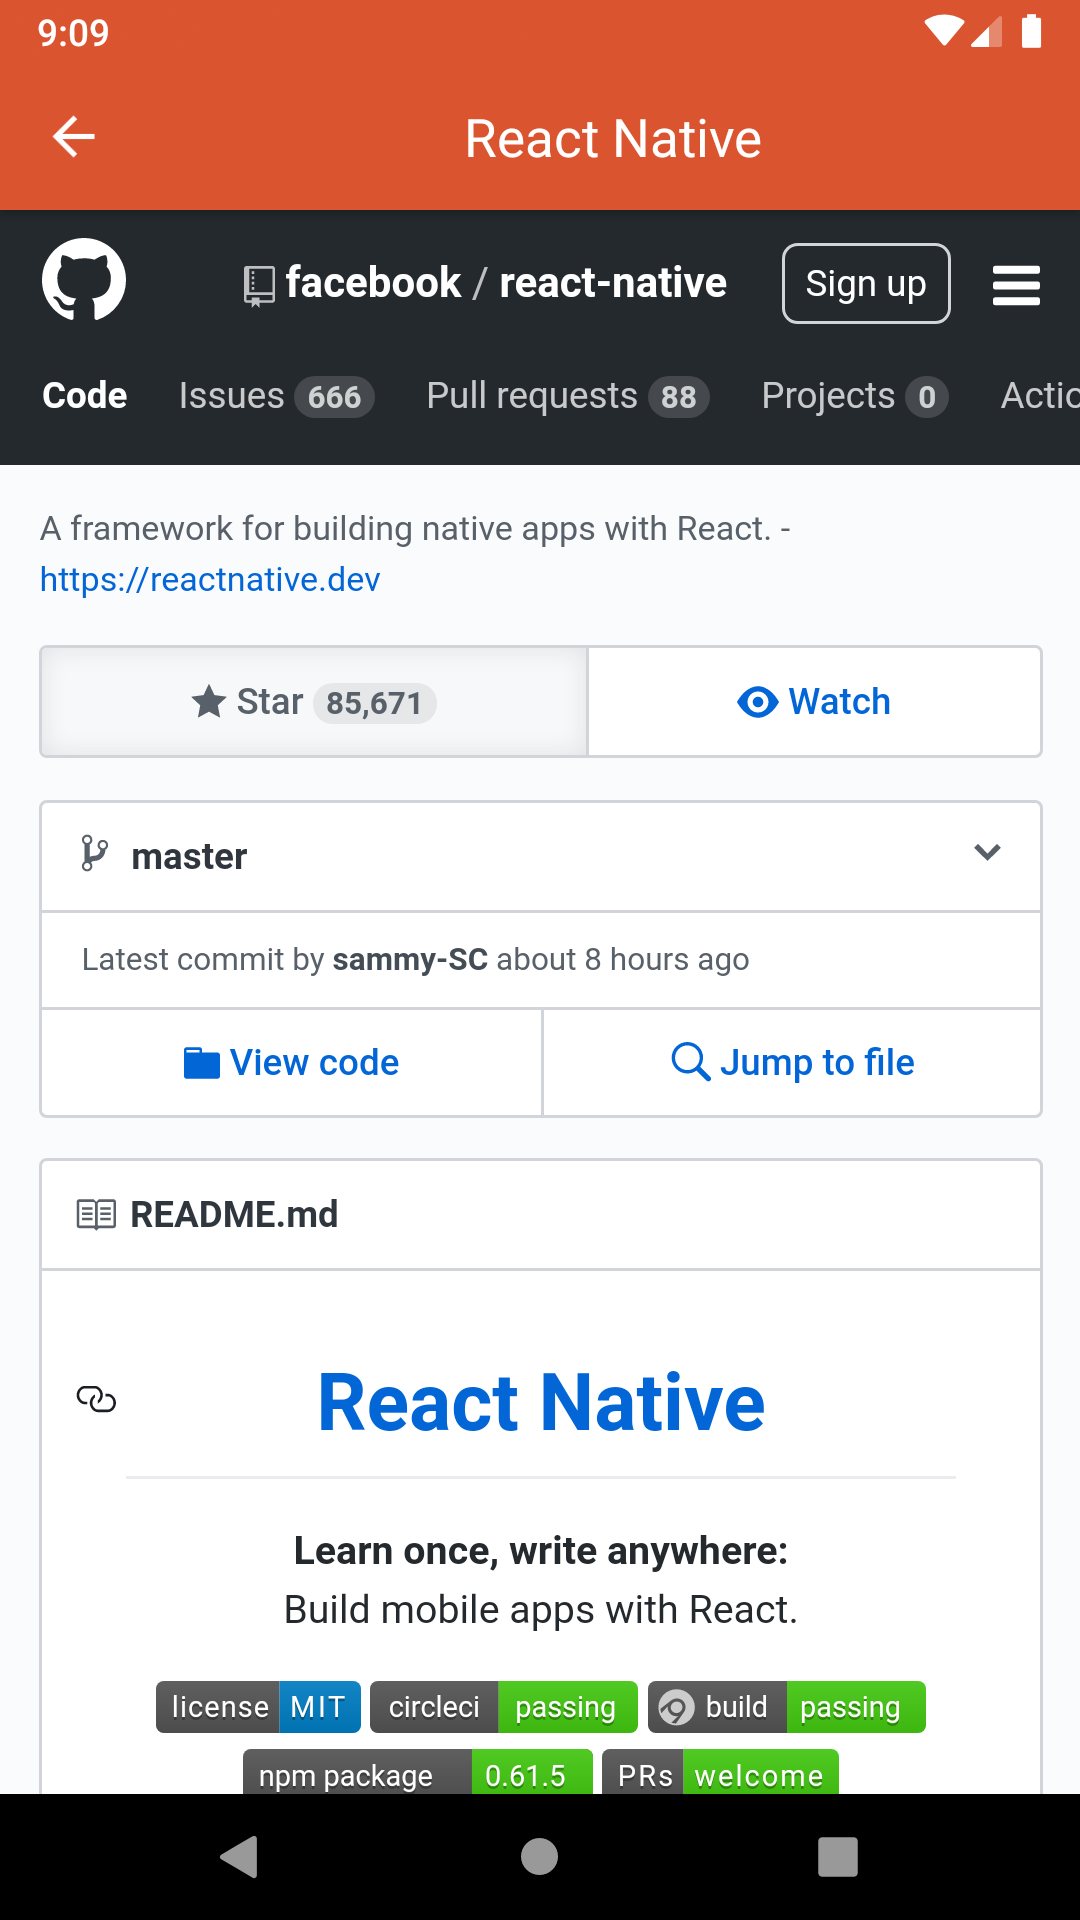 9:09
React Native
facebook / react-native
Sign up
Code Issues 666 Pull requests 88 Projects 0 Actio
A framework for building native apps with React. -
https://reactnative.dev
Star 85,671
Watch
master
Latest commit by sammy-SC about 8 hours ago
View code
Jump to file
README.md
React Native
Learn once, write anywhere:
Build mobile apps with React.
license MIT circleci passing build passing
npm package 0.61.5 PRs welcome